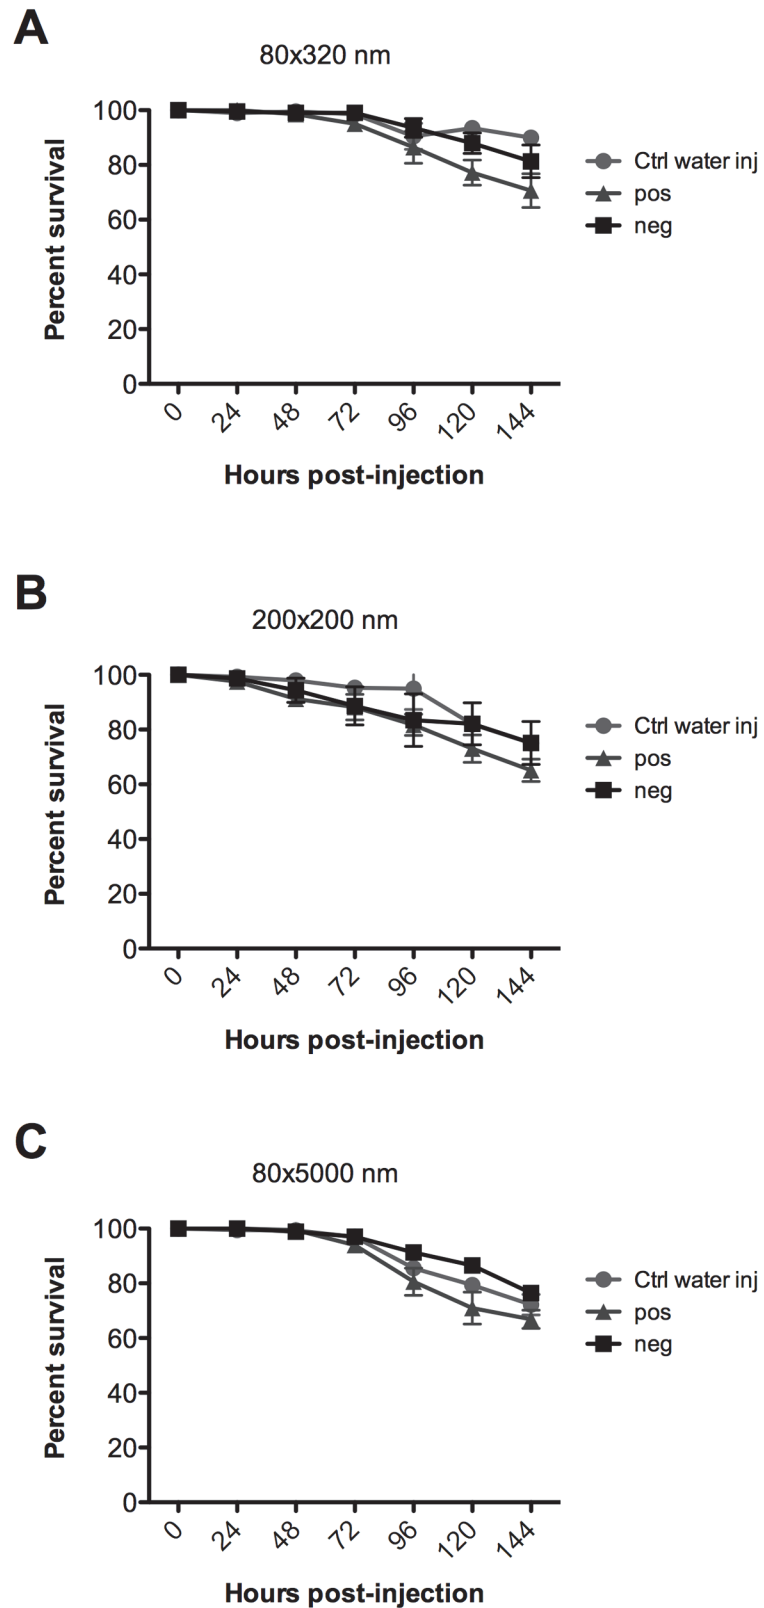 A
80x320 nm
Percent survival
100
80
60
40
20
0
0 24 48 72 96 120 144
Hours post-injection
Ctrl water inj
pos
neg
B
200x200 nm
Percent survival
100
80
60
40
20
0
0 24 48 72 96 120 144
Hours post-injection
Ctrl water inj
pos
neg
C
80x5000 nm
Percent survival
100
80
60
40
20
0
0 24 48 72 96 120 144
Hours post-injection
Ctrl water inj
pos
neg